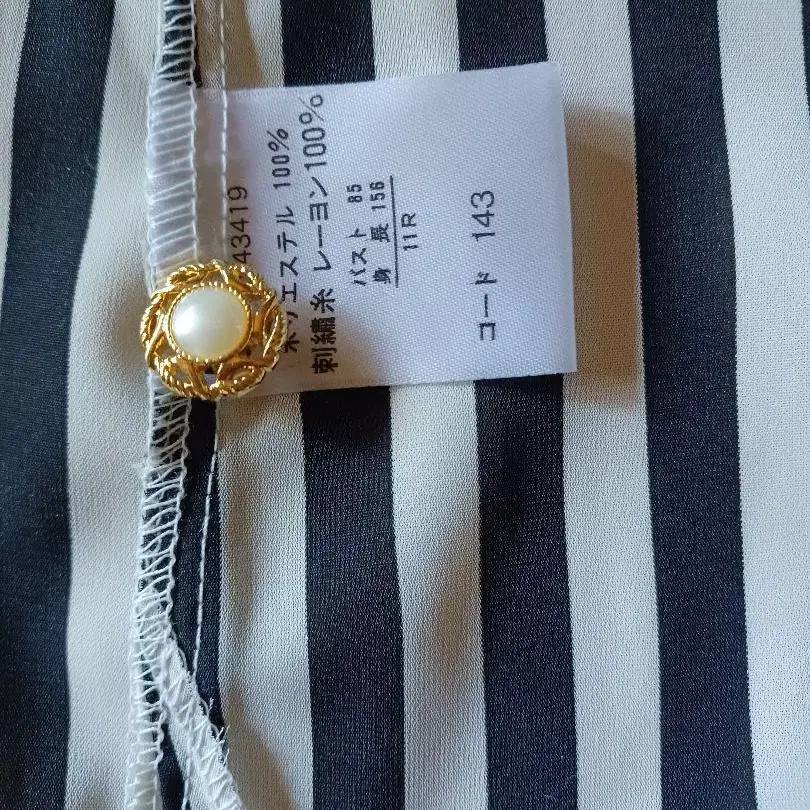 43419
ポリエステル 100%
刺繍糸 レーヨン100%
バスト 85
身長 156
11R
コード 143